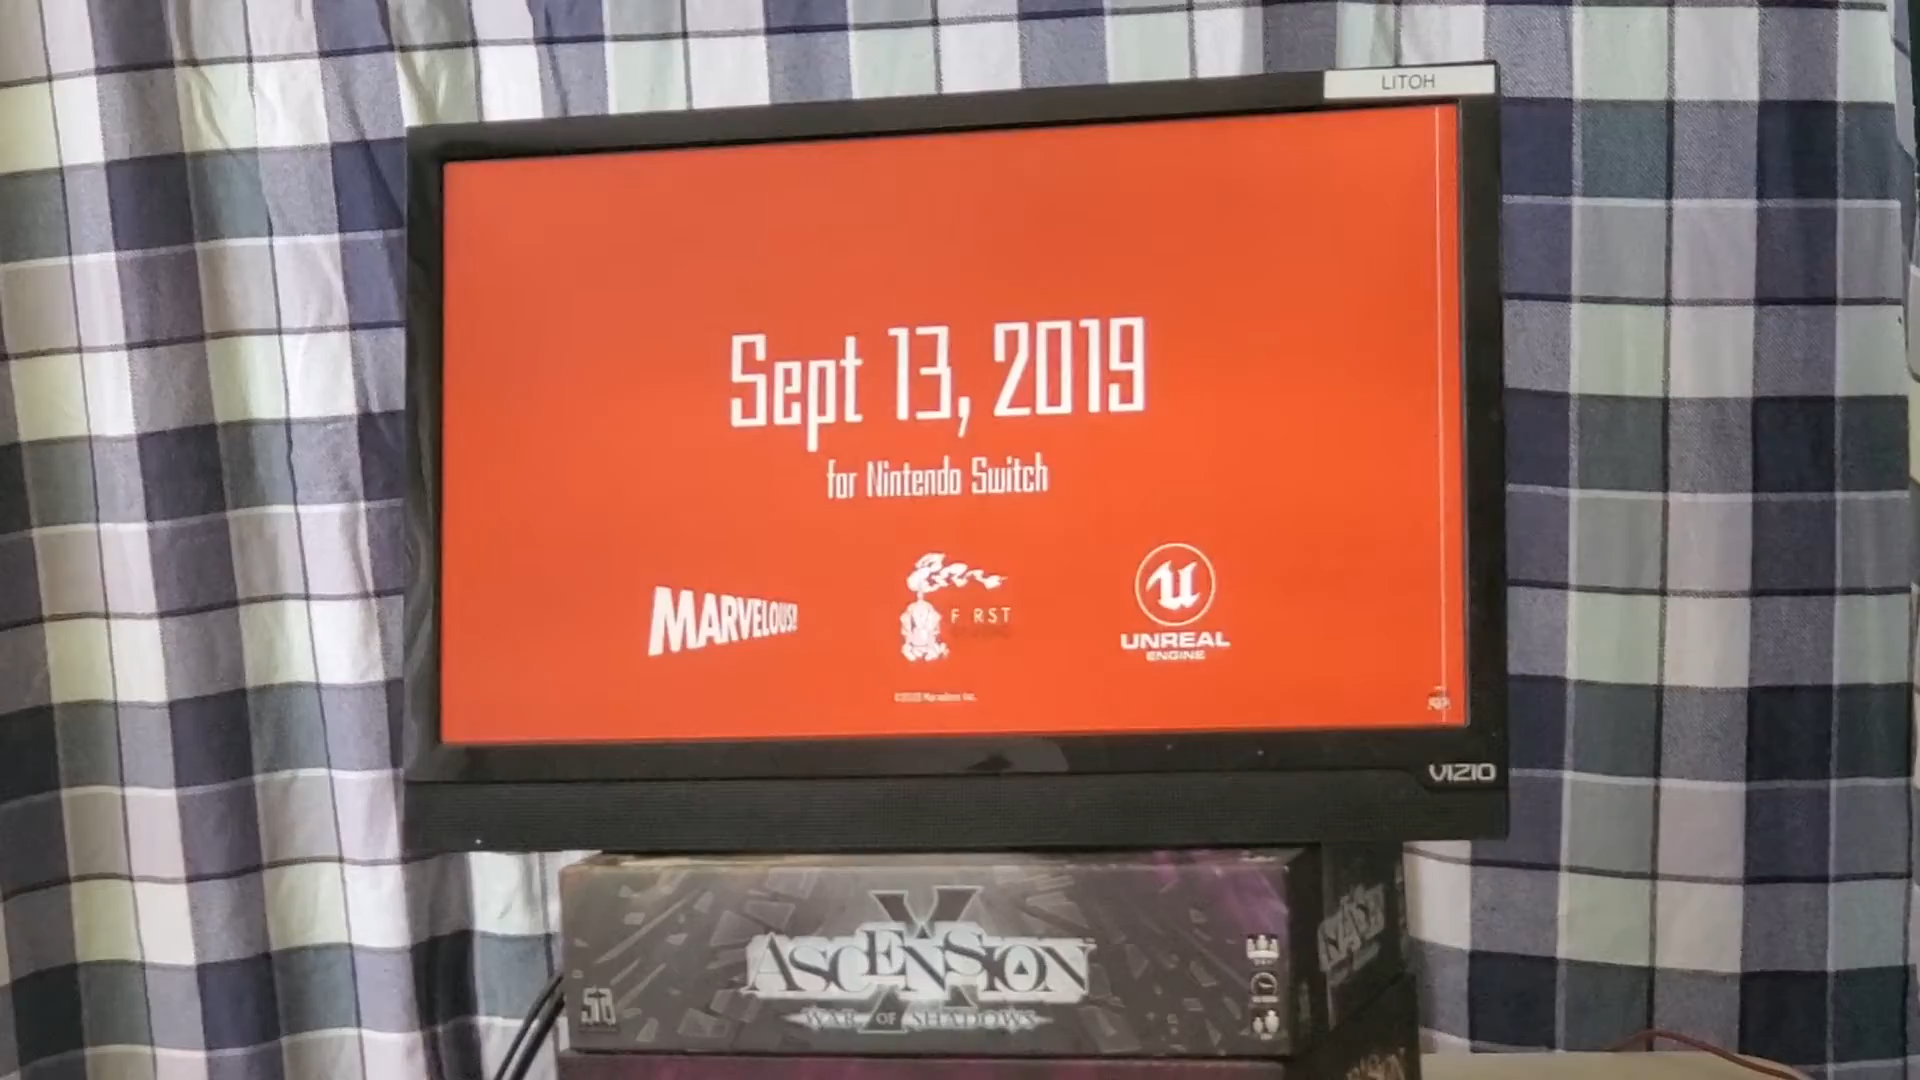 LITOH
Sept 13, 2019
for Nintendo Switch
MARVELOUS!
F RST
UNREAL
ENGINE
VIZIO
ASCENSION
WAR OF SHADOWS